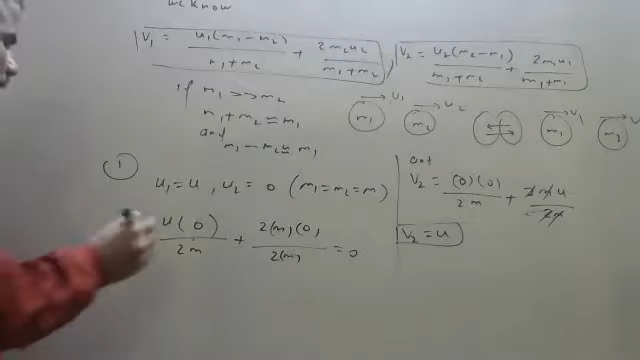 we know
V₁ = u₁(m₁-m₂)/m₁+m₂ + 2m₂u₂/m₁+m₂ , V₂ = u₂(m₂-m₁)/m₁+m₂ + 2m₁u₁/m₁+m₂
if m₁ >> m₂
m₁+m₂ ≈ m₁
and
m₁-m₂ ≈ m₁
→u₁ m₁
→u₂ m₂
→V₁ m₁
m₂
①
u₁=u , u₂= 0 (m₁=m₂=m)
u(0)/2m + 2(m)(0)/2(m) = 0
and
V₂ = (0)(0)/2m + 2mu/2m
V₂ = u